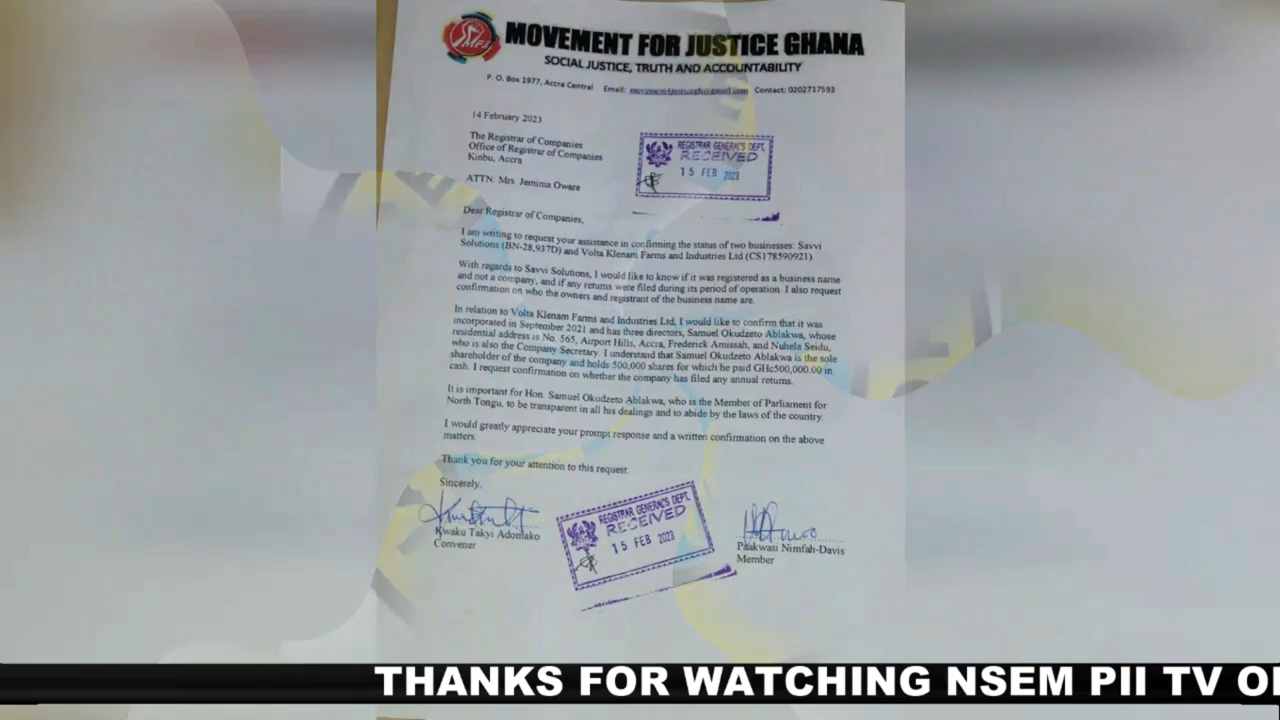 MFJ
MOVEMENT FOR JUSTICE GHANA
SOCIAL JUSTICE, TRUTH AND ACCOUNTABILITY
P. O. Box 1977, Accra Central Email: Contact: 0202717593
14 February 2023
The Registrar of Companies
Office of Registrar of Companies
Kinbu, Accra
ATTN: Mrs. Jemima Oware
REGISTRAR GENERAL'S DEPT.
RECEIVED
15 FEB 2023
Dear Registrar of Companies,
I am writing to request your assistance in confirming the status of two businesses. Savvi
Solutions (BN-28,937D) and Volta Klenam Farms and Industries Ltd (CS178590921).
With regards to Savvi Solutions, I would like to know if it was registered as a business name
and not a company, and if any returns were filed during its period of operation. I also request
confirmation on who the owners and registrant of the business name are.
In relation to Volta Klenam Farms and Industries Ltd, I would like to confirm that it was
incorporated in September 2021 and has three directors, Samuel Okudzeto Ablakwa, whose
residential address is No. 565, Airport Hills, Accra, Frederick Amissah, and Nuhela Seidu,
who is also the Company Secretary. I understand that Samuel Okudzeto Ablakwa is the sole
shareholder of the company and holds 500,000 shares for which he paid GHc500,000.00 in
cash. I request confirmation on whether the company has filed any annual returns.
It is important for Hon. Samuel Okudzeto Ablakwa, who is the Member of Parliament for
North Tongu, to be transparent in all his dealings and to abide by the laws of the country.
I would greatly appreciate your prompt response and a written confirmation on the above
matters.
Thank you for your attention to this request.
Sincerely,
Kwaku Takyi Adomako
Convener
REGISTRAR GENERAL'S DEPT.
RECEIVED
15 FEB 2023
Paakwasi Nimfah-Davis
Member
THANKS FOR WATCHING NSEM PII TV